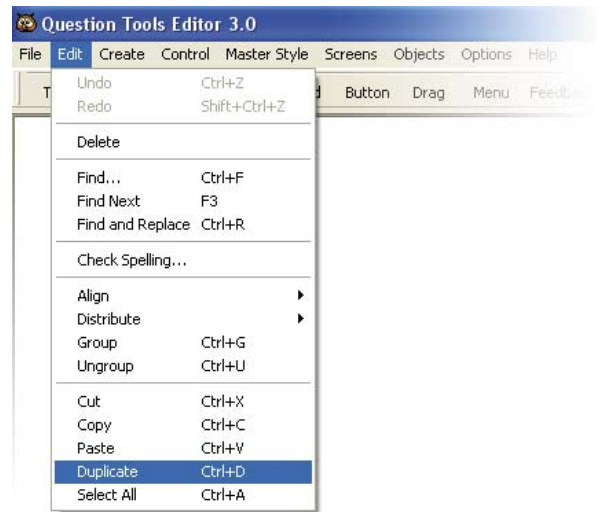 Question Tools Editor 3.0
File Edit Create Control Master Style Screens Objects Options Help
T Button Drag Menu Feedba
Undo Ctrl+Z
Redo Shift+Ctrl+Z
Delete
Find... Ctrl+F
Find Next F3
Find and Replace Ctrl+R
Check Spelling...
Align
Distribute
Group Ctrl+G
Ungroup Ctrl+U
Cut Ctrl+X
Copy Ctrl+C
Paste Ctrl+V
Duplicate Ctrl+D
Select All Ctrl+A